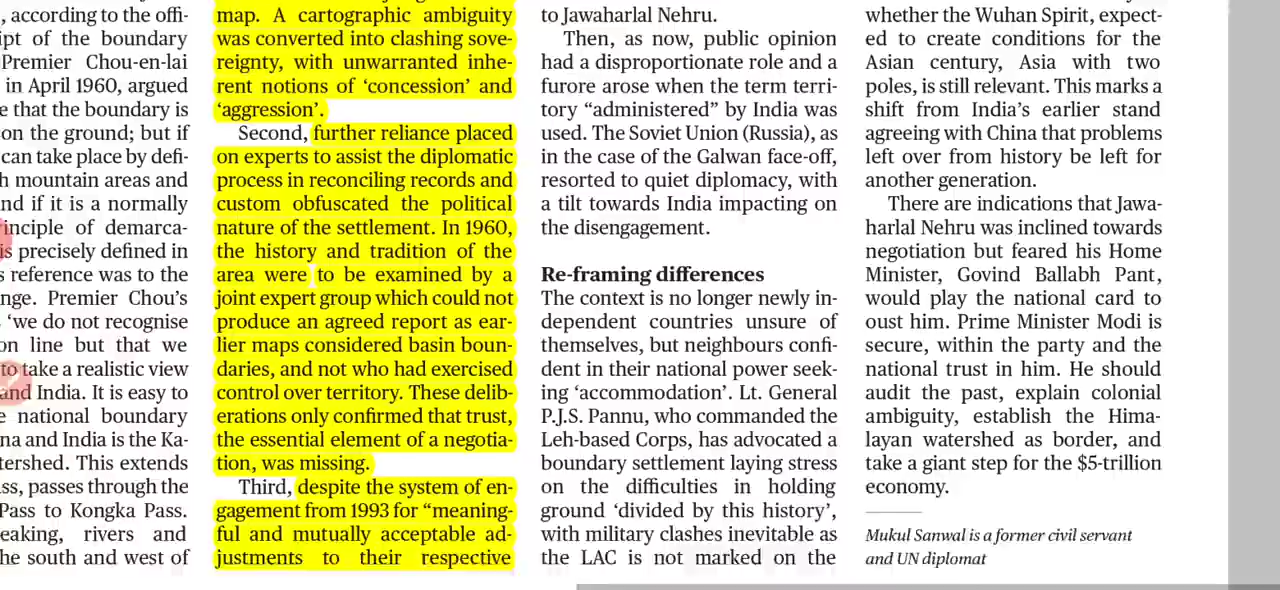 , according to the offi-
ipt of the boundary
Premier Chou-en-lai
in April 1960, argued
e that the boundary is
on the ground; but if
can take place by defi-
h mountain areas and
nd if it is a normally
inciple of demarca-
is precisely defined in
s reference was to the
nge. Premier Chou’s
‘we do not recognise
on line but that we
to take a realistic view
and India. It is easy to
e national boundary
na and India is the Ka-
tershed. This extends
ss, passes through the
Pass to Kongka Pass.
eaking, rivers and
he south and west of
map. A cartographic ambiguity
was converted into clashing sove-
reignty, with unwarranted inhe-
rent notions of ‘concession’ and
‘aggression’.
Second, further reliance placed
on experts to assist the diplomatic
process in reconciling records and
custom obfuscated the political
nature of the settlement. In 1960,
the history and tradition of the
area were to be examined by a
joint expert group which could not
produce an agreed report as ear-
lier maps considered basin boun-
daries, and not who had exercised
control over territory. These delib-
erations only confirmed that trust,
the essential element of a negotia-
tion, was missing.
Third, despite the system of en-
gagement from 1993 for “meaning-
ful and mutually acceptable ad-
justments to their respective
to Jawaharlal Nehru.
Then, as now, public opinion
had a disproportionate role and a
furore arose when the term terri-
tory “administered” by India was
used. The Soviet Union (Russia), as
in the case of the Galwan face-off,
resorted to quiet diplomacy, with
a tilt towards India impacting on
the disengagement.
Re-framing differences
The context is no longer newly in-
dependent countries unsure of
themselves, but neighbours confi-
dent in their national power seek-
ing ‘accommodation’. Lt. General
P.J.S. Pannu, who commanded the
Leh-based Corps, has advocated a
boundary settlement laying stress
on the difficulties in holding
ground ‘divided by this history’,
with military clashes inevitable as
the LAC is not marked on the
whether the Wuhan Spirit, expect-
ed to create conditions for the
Asian century, Asia with two
poles, is still relevant. This marks a
shift from India’s earlier stand
agreeing with China that problems
left over from history be left for
another generation.
There are indications that Jawa-
harlal Nehru was inclined towards
negotiation but feared his Home
Minister, Govind Ballabh Pant,
would play the national card to
oust him. Prime Minister Modi is
secure, within the party and the
national trust in him. He should
audit the past, explain colonial
ambiguity, establish the Hima-
layan watershed as border, and
take a giant step for the $5-trillion
economy.
Mukul Sanwal is a former civil servant
and UN diplomat